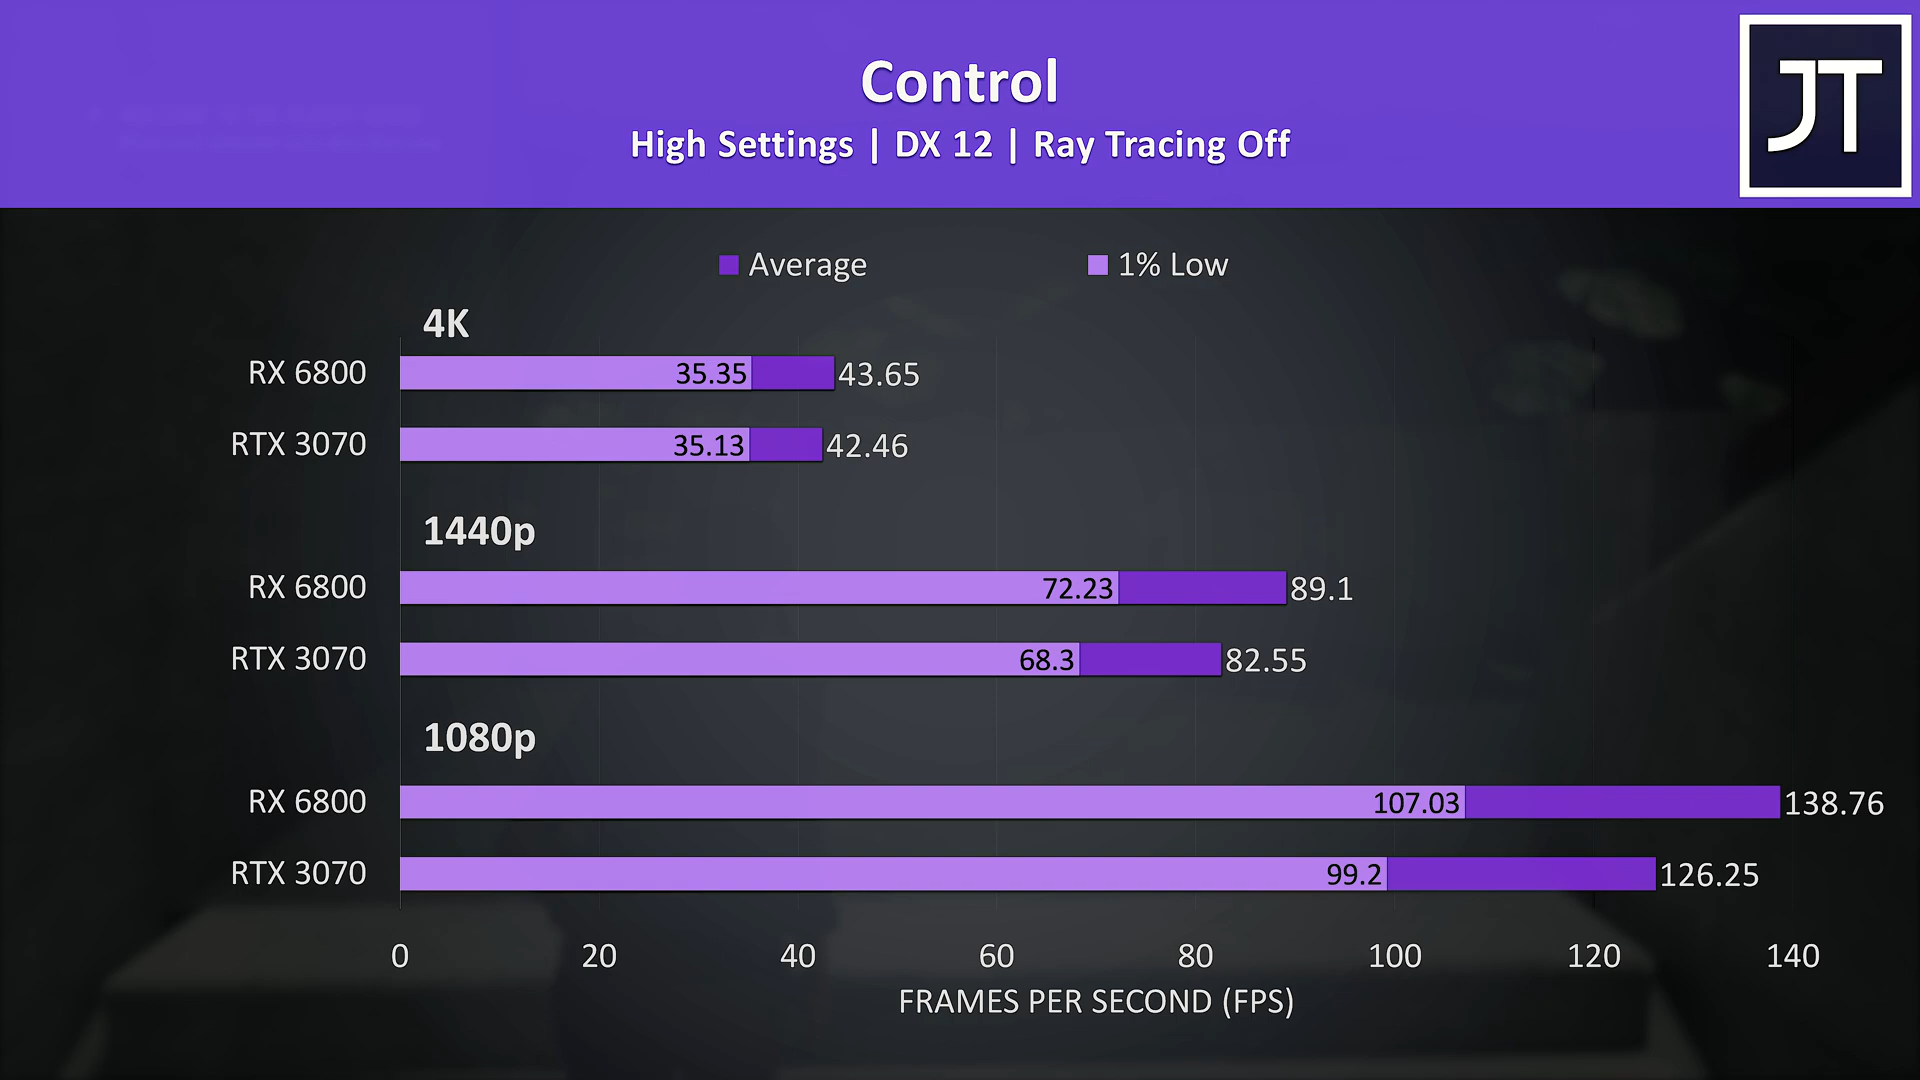 Control
High Settings | DX 12 | Ray Tracing Off
JT
Average 1% Low
4K
RX 6800 35.35 43.65
RTX 3070 35.13 42.46
1440p
RX 6800 72.23 89.1
RTX 3070 68.3 82.55
1080p
RX 6800 107.03 138.76
RTX 3070 99.2 126.25
0 20 40 60 80 100 120 140
FRAMES PER SECOND (FPS)